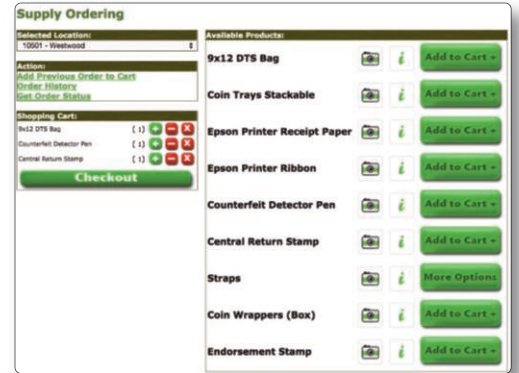 Supply Ordering
Selected Location:
10601 - Westwood
Action:
Add Previous Order to Cart
Order History
Get Order Status
Shopping Cart:
9x12 DTS Bag ( 1)
Counterfeit Detector Pen ( 1)
Central Return Stamp ( 1)
Checkout
Available Products:
9x12 DTS Bag Add to Cart
Coin Trays Stackable Add to Cart
Epson Printer Receipt Paper Add to Cart
Epson Printer Ribbon Add to Cart
Counterfeit Detector Pen Add to Cart
Central Return Stamp Add to Cart
Straps More Options
Coin Wrappers (Box) Add to Cart
Endorsement Stamp Add to Cart